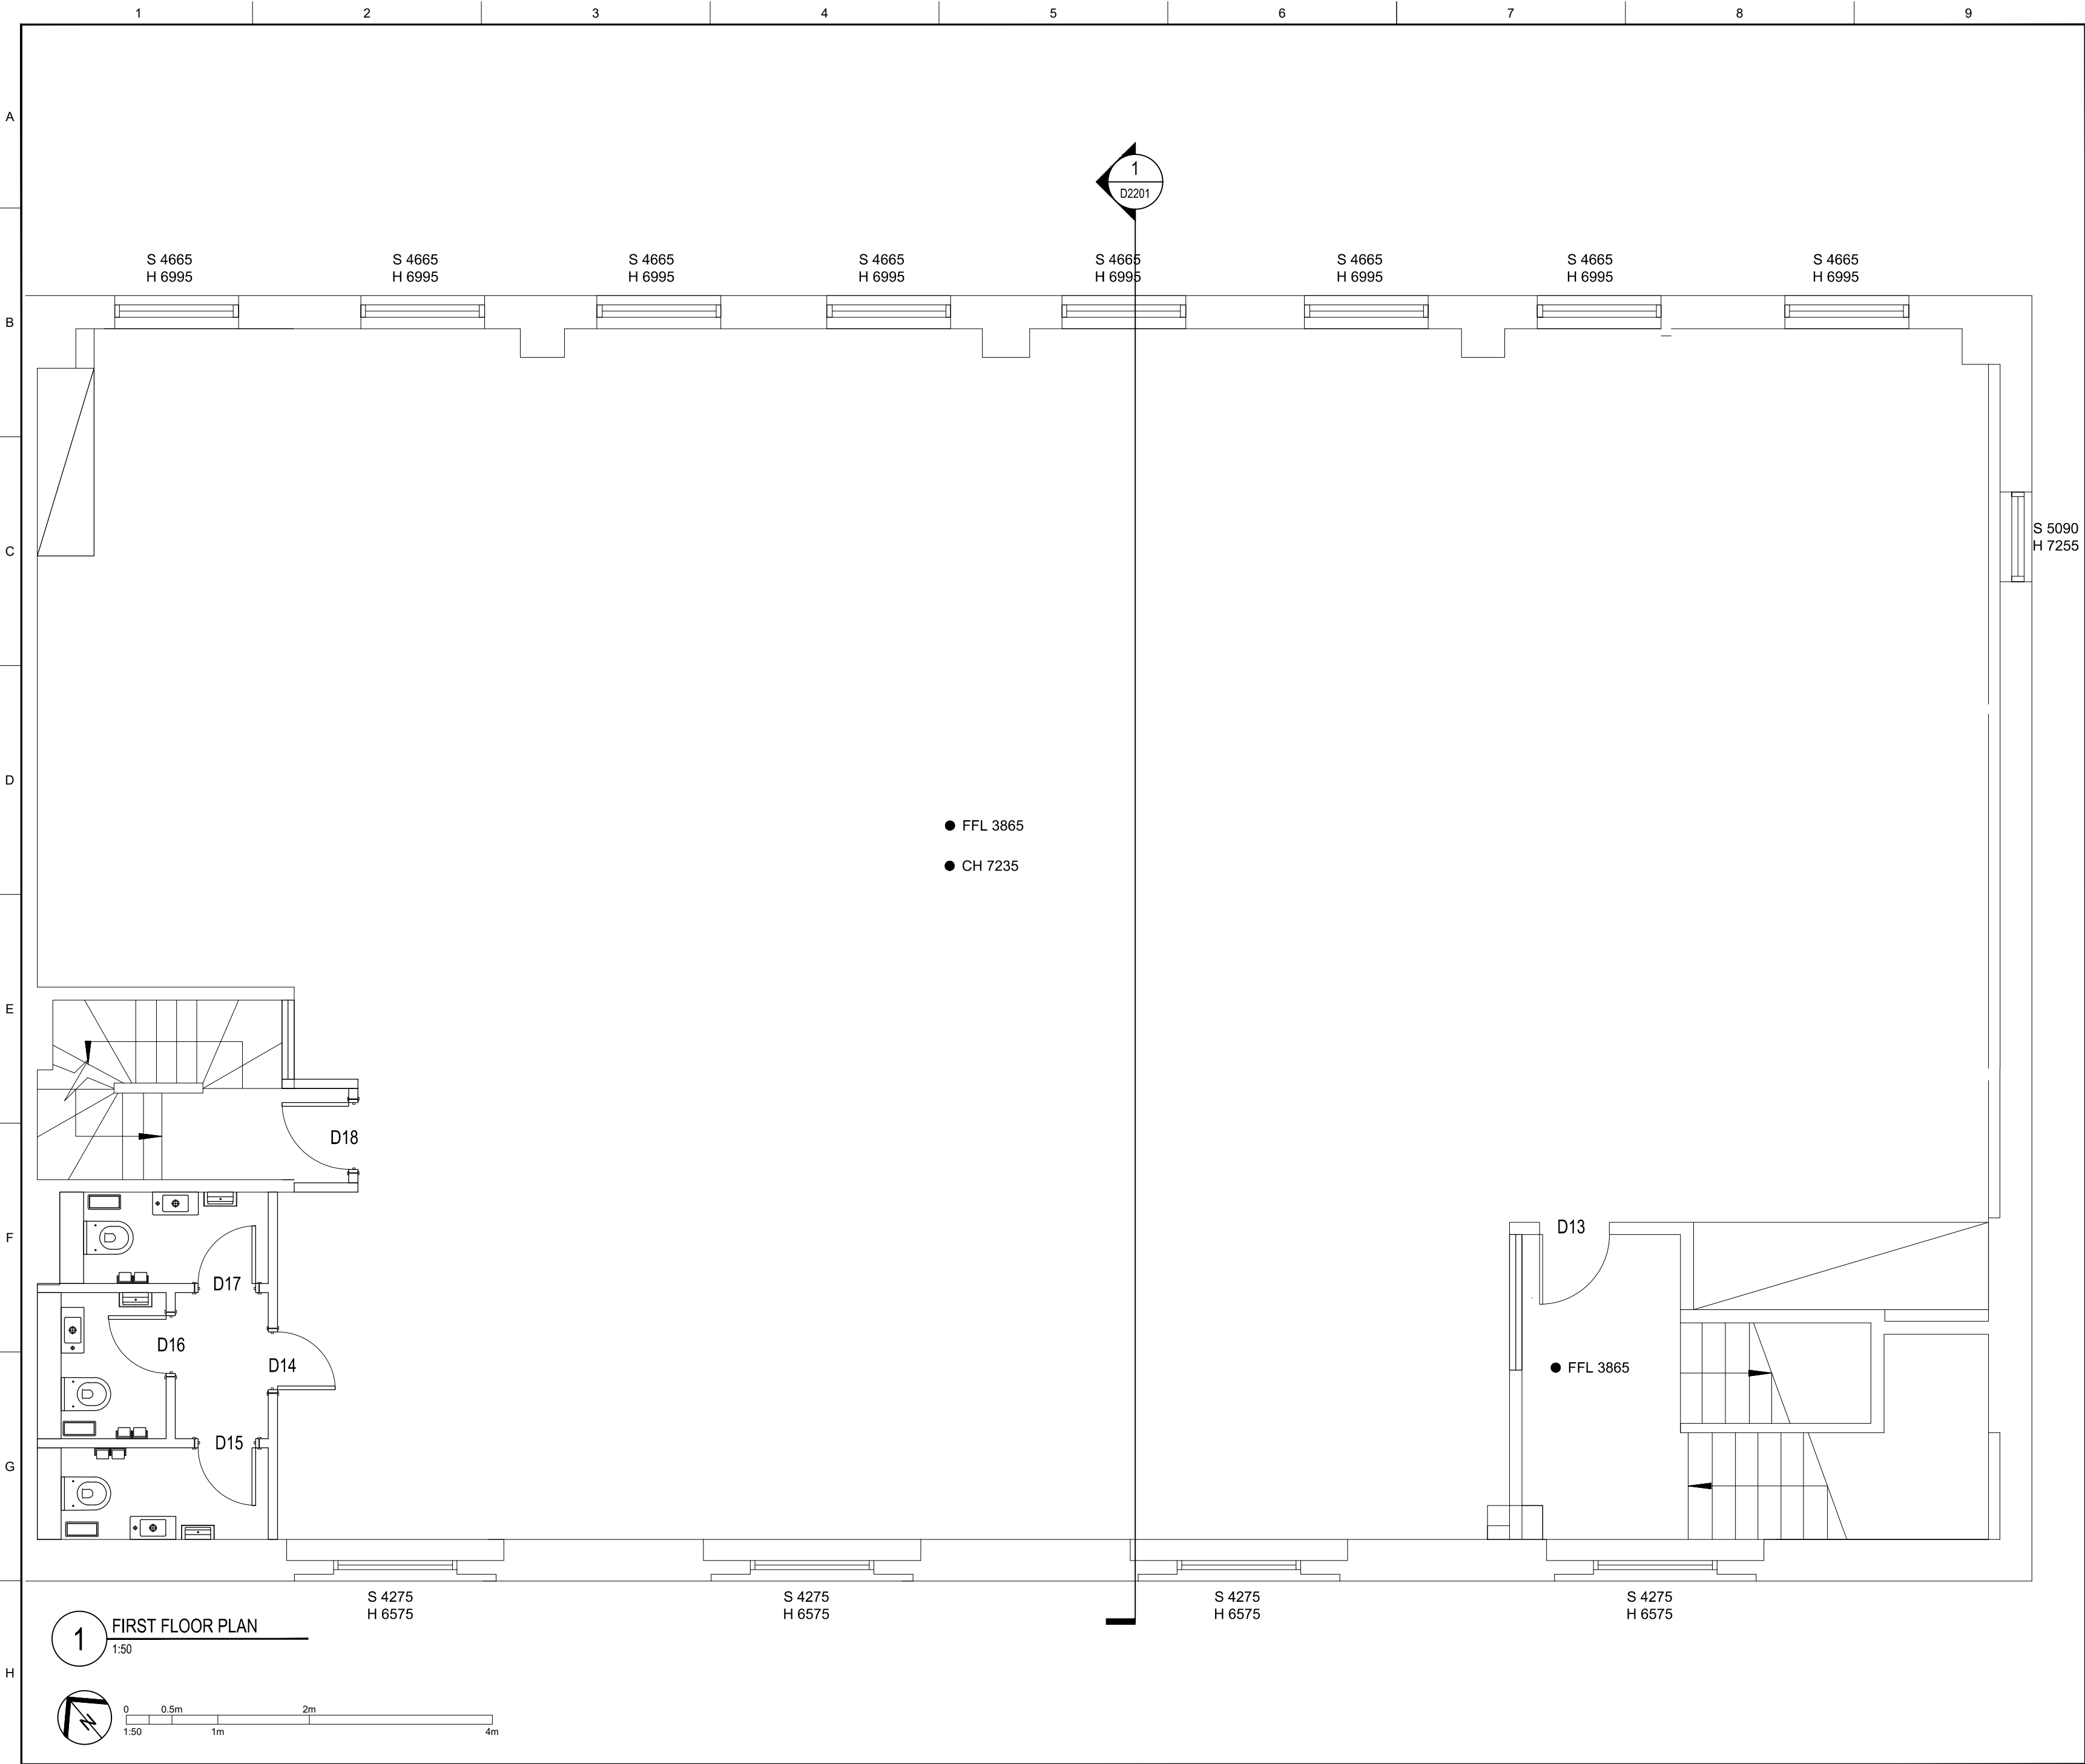 1 2 3 4 5 6 7 8 9
A
1
D2201
S 4665 S 4665 S 4665 S 4665 S 4665 S 4665 S 4665 S 4665
H 6995 H 6995 H 6995 H 6995 H 6995 H 6995 H 6995 H 6995
B
S 5090
H 7255
C
D
FFL 3865
CH 7235
E
D18
D13
F
D17
D16
D14
FFL 3865
D15
G
S 4275 S 4275 S 4275 S 4275
H 6575 H 6575 H 6575 H 6575
1 FIRST FLOOR PLAN
1:50
H
N
0 0.5m 2m
1:50 1m 4m